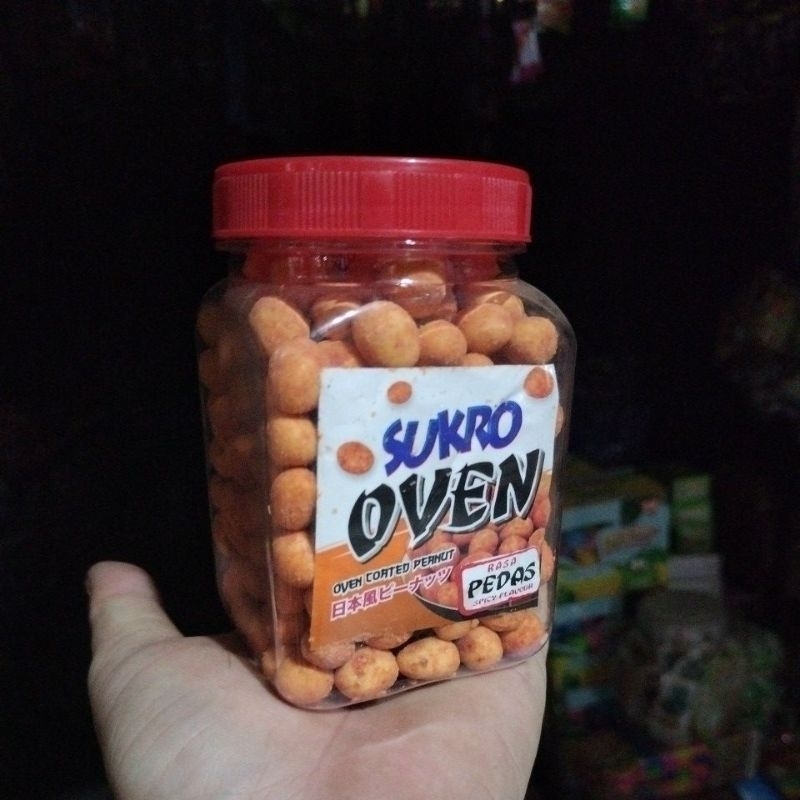 SUKRO
OVEN
OVEN COATED PEANUT
日本風ピーナッツ
RASA
PEDAS
SPICY FLAVOUR